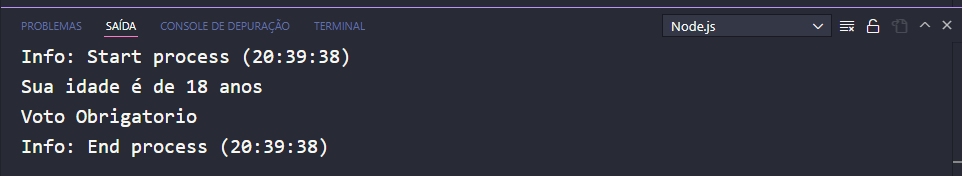 PROBLEMAS SAÍDA CONSOLE DE DEPURAÇÃO TERMINAL Node.js
Info: Start process (20:39:38)
Sua idade é de 18 anos
Voto Obrigatorio
Info: End process (20:39:38)